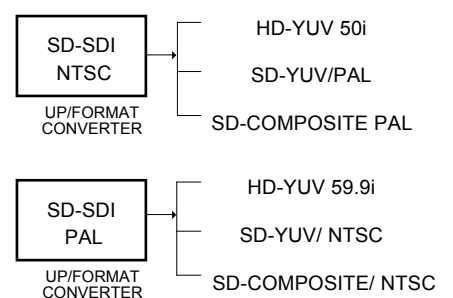 SD-SDI
NTSC
UP/FORMAT
CONVERTER
HD-YUV 50i
SD-YUV/PAL
SD-COMPOSITE PAL
SD-SDI
PAL
UP/FORMAT
CONVERTER
HD-YUV 59.9i
SD-YUV/ NTSC
SD-COMPOSITE/ NTSC